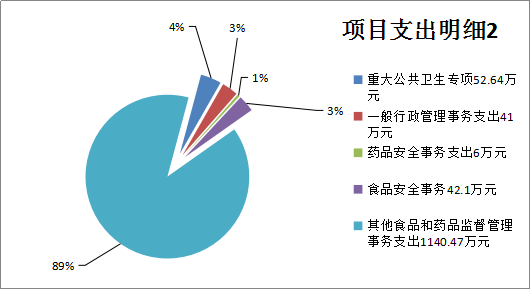 项目支出明细2
4%
3%
1%
3%
89%
重大公共卫生专项52.64万
元
一般行政管理事务支出41
万元
药品安全事务支出6万元
食品安全事务42.1万元
其他食品和药品监督管理
事务支出1140.47万元